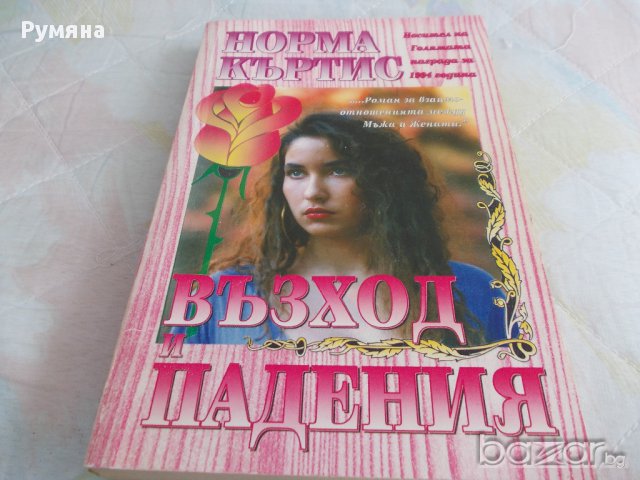 Румяна
НОРМА
КЪРТИС
Носител на
Голямата
награда за
1994 година
.....Роман за взаимо-
отношенията между
Мъжа и Жената.
ВЪЗХОД
и
ПАДЕНИЯ
bazar.bg